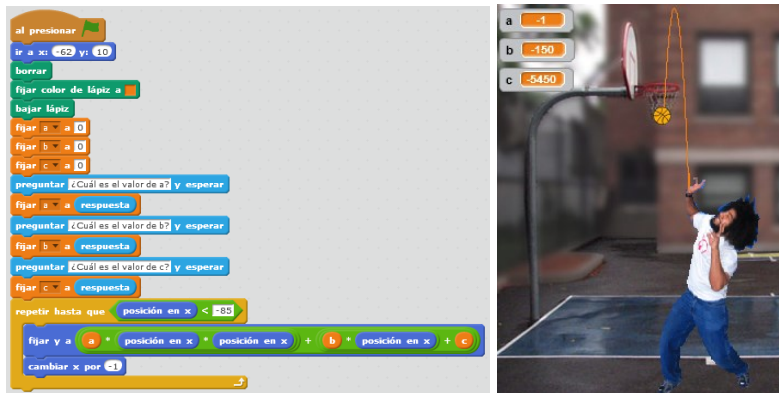 al presionar
ir a x: -62 y: 10
borrar
fijar color de lápiz a
bajar lápiz
fijar a a 0
fijar b a 0
fijar c a 0
preguntar ¿Cuál es el valor de a? y esperar
fijar a a respuesta
preguntar ¿Cuál es el valor de b? y esperar
fijar b a respuesta
preguntar ¿Cuál es el valor de c? y esperar
fijar c a respuesta
repetir hasta que posición en x < -85
fijar y a a * posición en x * posición en x + b * posición en x + c
cambiar x por -1
a -1
b -150
c -5450